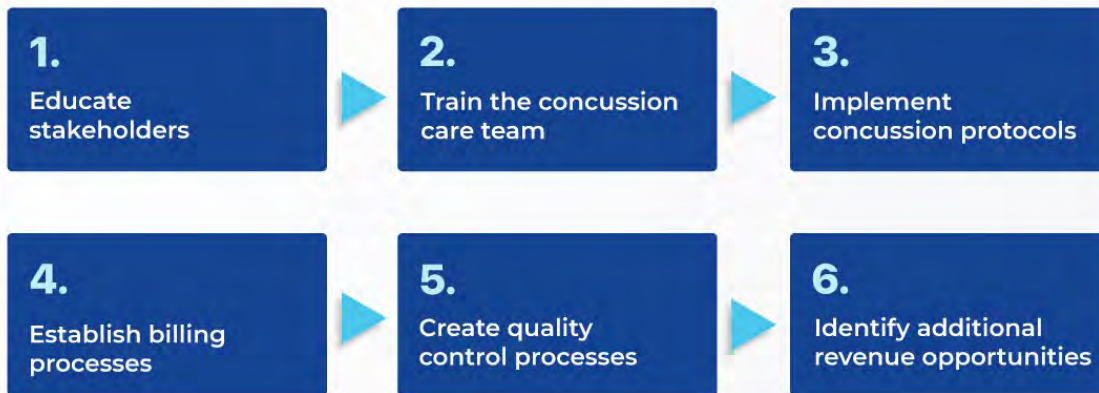 1.
Educate
stakeholders
2.
Train the concussion
care team
3.
Implement
concussion protocols
4.
Establish billing
processes
5.
Create quality
control processes
6.
Identify additional
revenue opportunities